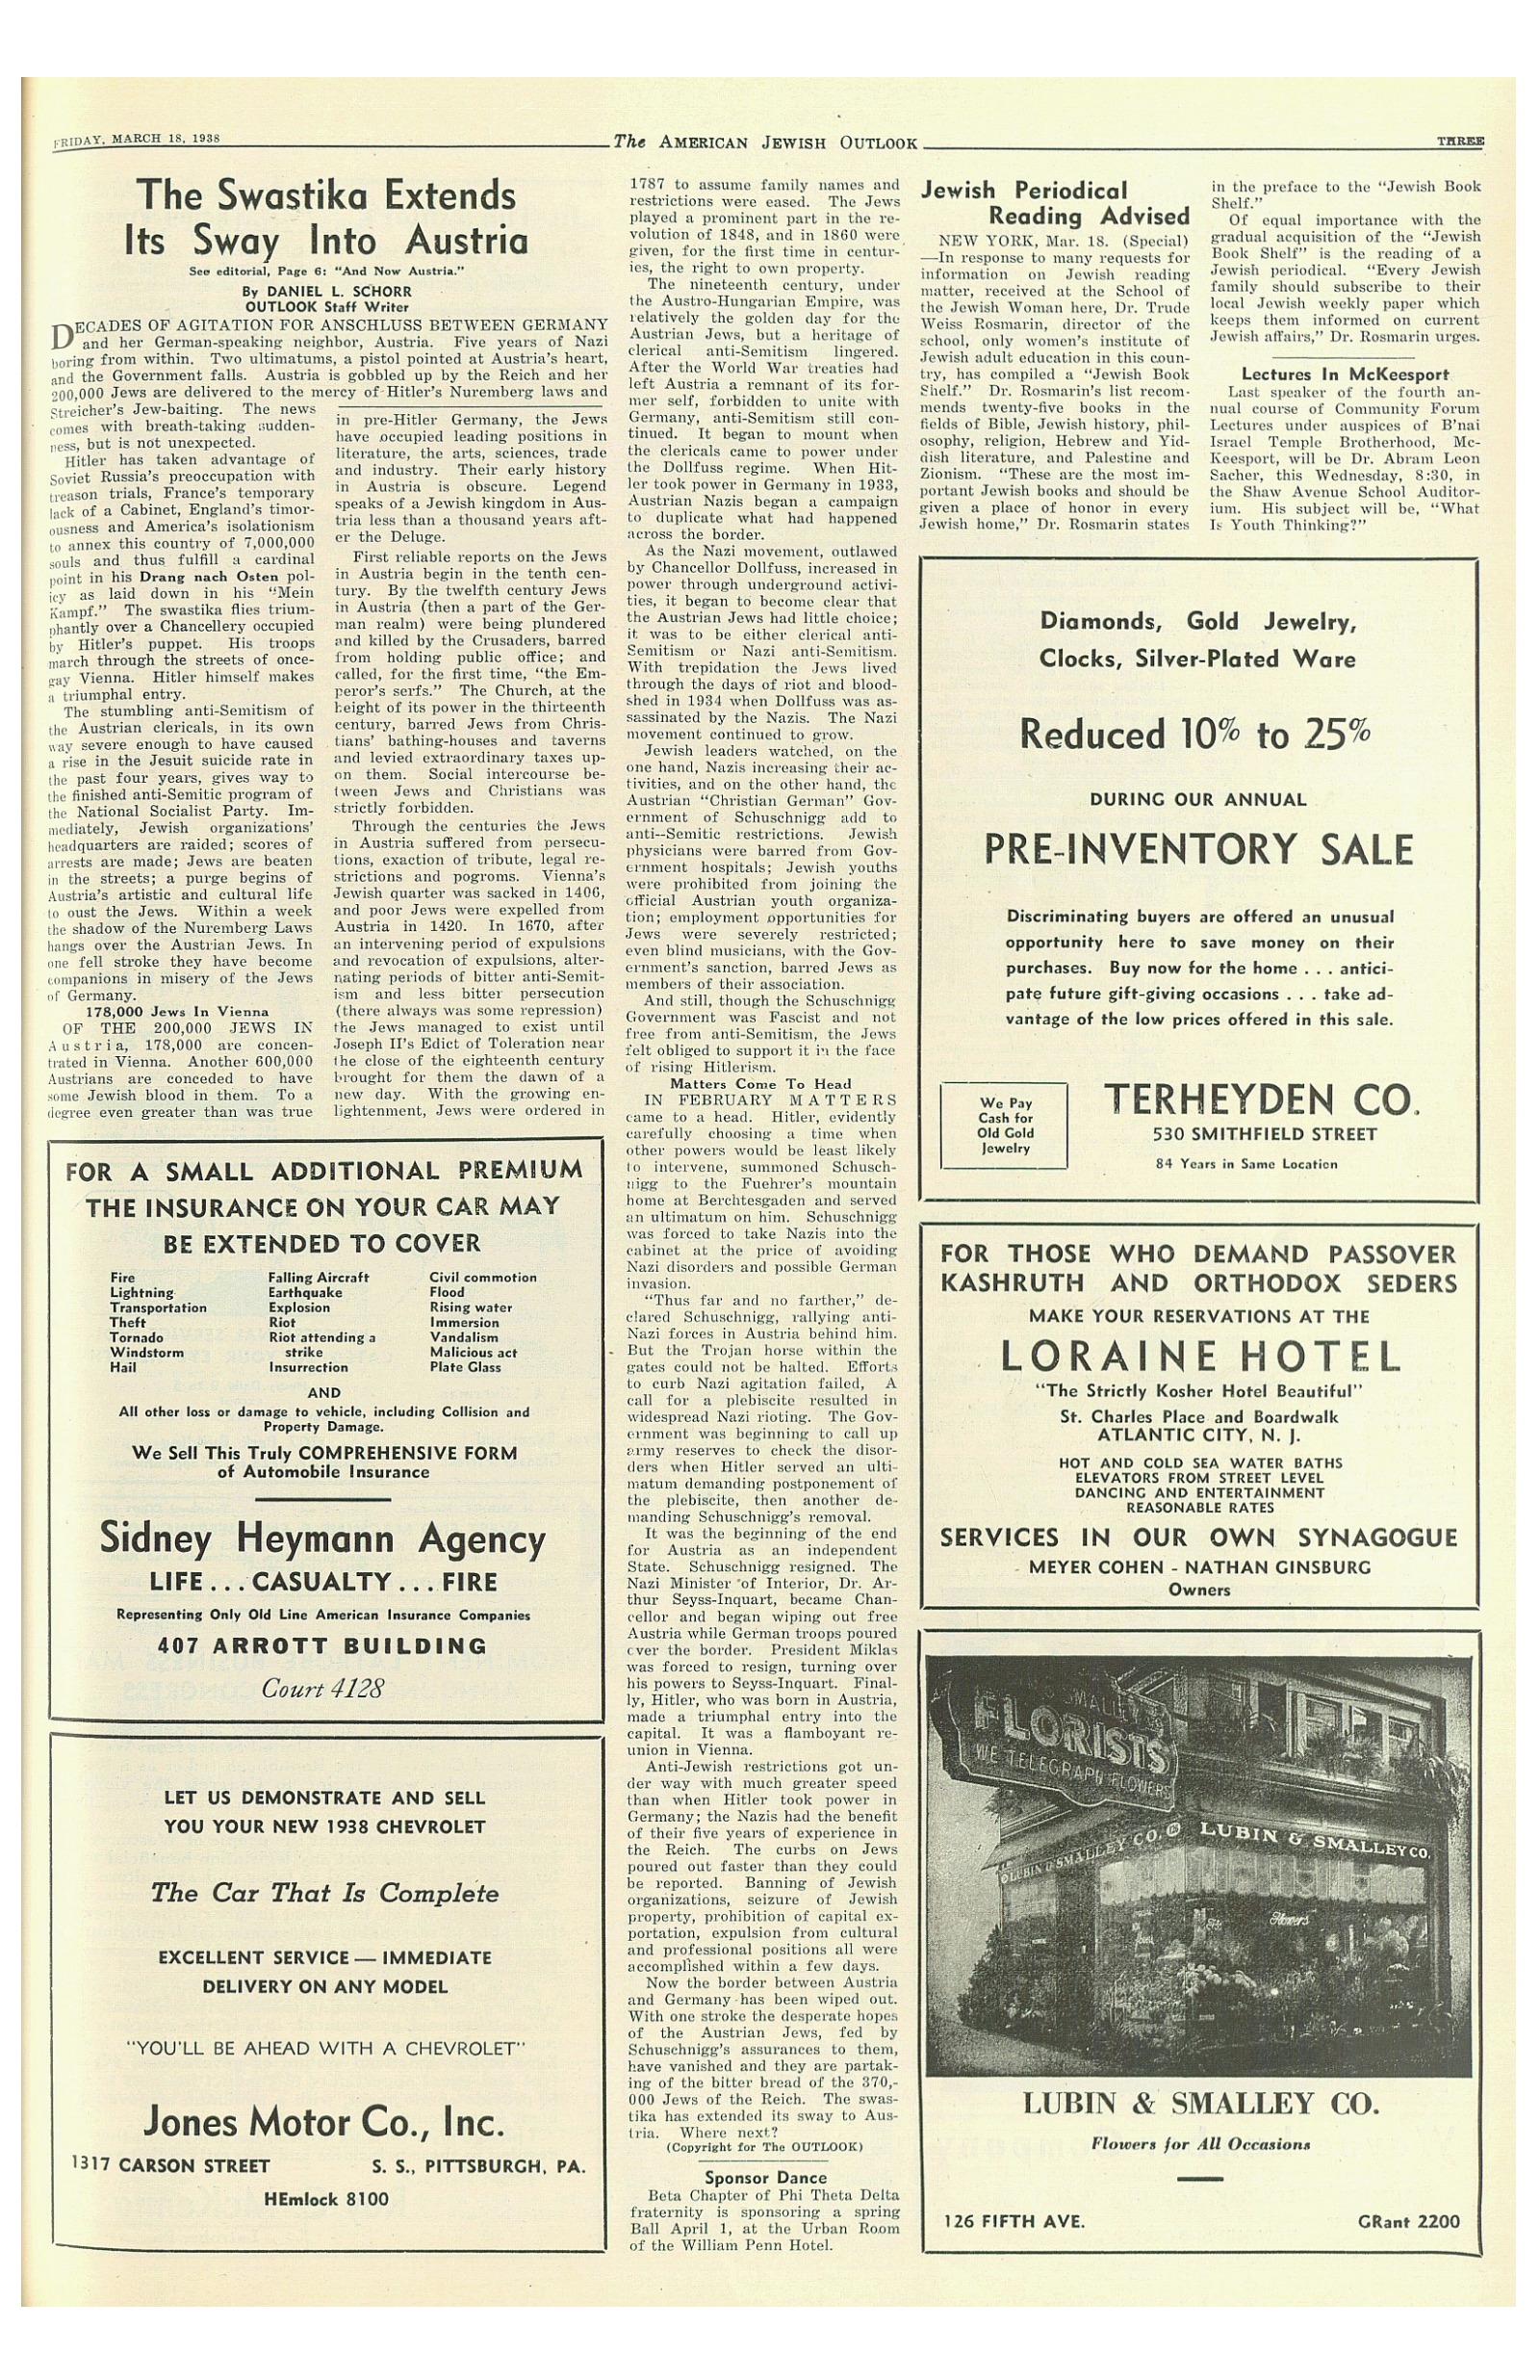 FRIDAY, MARCH 18, 1938
The AMERICAN JEWISH OUTLOOK
THREE
The Swastika Extends
Its Sway Into Austria
See editorial, Page 6: "And Now Austria."
By DANIEL L. SCHORR
OUTLOOK Staff Writer
DECADES OF AGITATION FOR ANSCHLUSS BETWEEN GERMANY
and her German-speaking neighbor, Austria. Five years of Nazi
boring from within. Two ultimatums, a pistol pointed at Austria's heart,
and the Government falls. Austria is gobbled up by the Reich and her
200,000 Jews are delivered to the mercy of Hitler's Nuremberg laws and
Streicher's Jew-baiting. The news
comes with breath-taking sudden-
ness, but is not unexpected.
Hitler has taken advantage of
Soviet Russia's preoccupation with
treason trials, France's temporary
lack of a Cabinet, England's timor-
ousness and America's isolationism
to annex this country of 7,000,000
souls and thus fulfill a cardinal
point in his Drang nach Osten pol-
icy as laid down in his "Mein
Kampf." The swastika flies trium-
phantly over a Chancellery occupied
by Hitler's puppet. His troops
march through the streets of once-
gay Vienna. Hitler himself makes
a triumphal entry.
The stumbling anti-Semitism of
the Austrian clericals, in its own
way severe enough to have caused
a rise in the Jesuit suicide rate in
the past four years, gives way to
the finished anti-Semitic program of
the National Socialist Party. Im-
mediately, Jewish organizations'
headquarters are raided; scores of
arrests are made; Jews are beaten
in the streets; a purge begins of
Austria's artistic and cultural life
to oust the Jews. Within a week
the shadow of the Nuremberg Laws
hangs over the Austrian Jews. In
one fell stroke they have become
companions in misery of the Jews
of Germany.
178,000 Jews In Vienna
OF THE 200,000 JEWS IN
Austria, 178,000 are concen-
trated in Vienna. Another 600,000
Austrians are conceded to have
some Jewish blood in them. To a
degree even greater than was true
in pre-Hitler Germany, the Jews
have occupied leading positions in
literature, the arts, sciences, trade
and industry. Their early history
in Austria is obscure. Legend
speaks of a Jewish kingdom in Aus-
tria less than a thousand years aft-
er the Deluge.
First reliable reports on the Jews
in Austria begin in the tenth cen-
tury. By the twelfth century Jews
in Austria (then a part of the Ger-
man realm) were being plundered
and killed by the Crusaders, barred
from holding public office; and
called, for the first time, "the Em-
peror's serfs." The Church, at the
height of its power in the thirteenth
century, barred Jews from Chris-
tians' bathing-houses and taverns
and levied extraordinary taxes up-
on them. Social intercourse be-
tween Jews and Christians was
strictly forbidden.
Through the centuries the Jews
in Austria suffered from persecu-
tions, exaction of tribute, legal re-
strictions and pogroms. Vienna's
Jewish quarter was sacked in 1406,
and poor Jews were expelled from
Austria in 1420. In 1670, after
an intervening period of expulsions
and revocation of expulsions, alter-
nating periods of bitter anti-Semit-
ism and less bitter persecution
(there always was some repression)
the Jews managed to exist until
Joseph II's Edict of Toleration near
the close of the eighteenth century
brought for them the dawn of a
new day. With the growing en-
lightenment, Jews were ordered in
1787 to assume family names and
restrictions were eased. The Jews
played a prominent part in the re-
volution of 1848, and in 1860 were
given, for the first time in centur-
ies, the right to own property.
The nineteenth century, under
the Austro-Hungarian Empire, was
relatively the golden day for the
Austrian Jews, but a heritage of
clerical anti-Semitism lingered.
After the World War treaties had
left Austria a remnant of its for-
mer self, forbidden to unite with
Germany, anti-Semitism still con-
tinued. It began to mount when
the clericals came to power under
the Dollfuss regime. When Hit-
ler took power in Germany in 1933,
Austrian Nazis began a campaign
to duplicate what had happened
across the border.
As the Nazi movement, outlawed
by Chancellor Dollfuss, increased in
power through underground activi-
ties, it began to become clear that
the Austrian Jews had little choice;
it was to be either clerical anti-
Semitism or Nazi anti-Semitism.
With trepidation the Jews lived
through the days of riot and blood-
shed in 1934 when Dollfuss was as-
sassinated by the Nazis. The Nazi
movement continued to grow.
Jewish leaders watched, on the
one hand, Nazis increasing their ac-
tivities, and on the other hand, the
Austrian "Christian German" Gov-
ernment of Schuschnigg add to
anti--Semitic restrictions. Jewish
physicians were barred from Gov-
ernment hospitals; Jewish youths
were prohibited from joining the
official Austrian youth organiza-
tion; employment opportunities for
Jews were severely restricted;
even blind musicians, with the Gov-
ernment's sanction, barred Jews as
members of their association.
And still, though the Schuschnigg
Government was Fascist and not
free from anti-Semitism, the Jews
felt obliged to support it in the face
of rising Hitlerism.
Matters Come To Head
IN FEBRUARY MATTERS
came to a head. Hitler, evidently
carefully choosing a time when
other powers would be least likely
to intervene, summoned Schusch-
nigg to the Fuehrer's mountain
home at Berchtesgaden and served
an ultimatum on him. Schuschnigg
was forced to take Nazis into the
cabinet at the price of avoiding
Nazi disorders and possible German
invasion.
"Thus far and no farther," de-
clared Schuschnigg, rallying anti-
Nazi forces in Austria behind him.
But the Trojan horse within the
gates could not be halted. Efforts
to curb Nazi agitation failed, A
call for a plebiscite resulted in
widespread Nazi rioting. The Gov-
ernment was beginning to call up
army reserves to check the disor-
ders when Hitler served an ulti-
matum demanding postponement of
the plebiscite, then another de-
manding Schuschnigg's removal.
It was the beginning of the end
for Austria as an independent
State. Schuschnigg resigned. The
Nazi Minister of Interior, Dr. Ar-
thur Seyss-Inquart, became Chan-
cellor and began wiping out free
Austria while German troops poured
over the border. President Miklas
was forced to resign, turning over
his powers to Seyss-Inquart. Final-
ly, Hitler, who was born in Austria,
made a triumphal entry into the
capital. It was a flamboyant re-
union in Vienna.
Anti-Jewish restrictions got un-
der way with much greater speed
than when Hitler took power in
Germany; the Nazis had the benefit
of their five years of experience in
the Reich. The curbs on Jews
poured out faster than they could
be reported. Banning of Jewish
organizations, seizure of Jewish
property, prohibition of capital ex-
portation, expulsion from cultural
and professional positions all were
accomplished within a few days.
Now the border between Austria
and Germany has been wiped out.
With one stroke the desperate hopes
of the Austrian Jews, fed by
Schuschnigg's assurances to them,
have vanished and they are partak-
ing of the bitter bread of the 370,-
000 Jews of the Reich. The swas-
tika has extended its sway to Aus-
tria. Where next?
(Copyright for The OUTLOOK)
Sponsor Dance
Beta Chapter of Phi Theta Delta
fraternity is sponsoring a spring
Ball April 1, at the Urban Room
of the William Penn Hotel.
Jewish Periodical
Reading Advised
NEW YORK, Mar. 18. (Special)
—In response to many requests for
information on Jewish reading
matter, received at the School of
the Jewish Woman here, Dr. Trude
Weiss Rosmarin, director of the
school, only women's institute of
Jewish adult education in this coun-
try, has compiled a "Jewish Book
Shelf." Dr. Rosmarin's list recom-
mends twenty-five books in the
fields of Bible, Jewish history, phil-
osophy, religion, Hebrew and Yid-
dish literature, and Palestine and
Zionism. "These are the most im-
portant Jewish books and should be
given a place of honor in every
Jewish home," Dr. Rosmarin states
in the preface to the "Jewish Book
Shelf."
Of equal importance with the
gradual acquisition of the "Jewish
Book Shelf" is the reading of a
Jewish periodical. "Every Jewish
family should subscribe to their
local Jewish weekly paper which
keeps them informed on current
Jewish affairs," Dr. Rosmarin urges.
Lectures In McKeesport
Last speaker of the fourth an-
nual course of Community Forum
Lectures under auspices of B'nai
Israel Temple Brotherhood, Mc-
Keesport, will be Dr. Abram Leon
Sacher, this Wednesday, 8:30, in
the Shaw Avenue School Auditor-
ium. His subject will be, "What
Is Youth Thinking?"
FOR A SMALL ADDITIONAL PREMIUM
THE INSURANCE ON YOUR CAR MAY
BE EXTENDED TO COVER
Fire
Lightning
Transportation
Theft
Tornado
Windstorm
Hail
Falling Aircraft
Earthquake
Explosion
Riot
Riot attending a
strike
Insurrection
Civil commotion
Flood
Rising water
Immersion
Vandalism
Malicious act
Plate Glass
AND
All other loss or damage to vehicle, including Collision and
Property Damage.
We Sell This Truly COMPREHENSIVE FORM
of Automobile Insurance
Sidney Heymann Agency
LIFE...CASUALTY...FIRE
Representing Only Old Line American Insurance Companies
407 ARROTT BUILDING
Court 4128
LET US DEMONSTRATE AND SELL
YOU YOUR NEW 1938 CHEVROLET
The Car That Is Complete
EXCELLENT SERVICE — IMMEDIATE
DELIVERY ON ANY MODEL
"YOU'LL BE AHEAD WITH A CHEVROLET"
Jones Motor Co., Inc.
1317 CARSON STREET S. S., PITTSBURGH, PA.
HEmlock 8100
Diamonds, Gold Jewelry,
Clocks, Silver-Plated Ware
Reduced 10% to 25%
DURING OUR ANNUAL
PRE-INVENTORY SALE
Discriminating buyers are offered an unusual
opportunity here to save money on their
purchases. Buy now for the home . . . antici-
pate future gift-giving occasions . . . take ad-
vantage of the low prices offered in this sale.
We Pay
Cash for
Old Gold
Jewelry
TERHEYDEN CO.
530 SMITHFIELD STREET
84 Years in Same Location
FOR THOSE WHO DEMAND PASSOVER
KASHRUTH AND ORTHODOX SEDERS
MAKE YOUR RESERVATIONS AT THE
LORAINE HOTEL
"The Strictly Kosher Hotel Beautiful"
St. Charles Place and Boardwalk
ATLANTIC CITY, N. J.
HOT AND COLD SEA WATER BATHS
ELEVATORS FROM STREET LEVEL
DANCING AND ENTERTAINMENT
REASONABLE RATES
SERVICES IN OUR OWN SYNAGOGUE
MEYER COHEN - NATHAN GINSBURG
Owners
SMALLEY
FLORISTS
WE TELEGRAPH FLOWERS
LUBIN & SMALLEY CO.
LUBIN & SMALLEY CO.
Flowers
LUBIN & SMALLEY CO.
Flowers for All Occasions
126 FIFTH AVE. GRant 2200